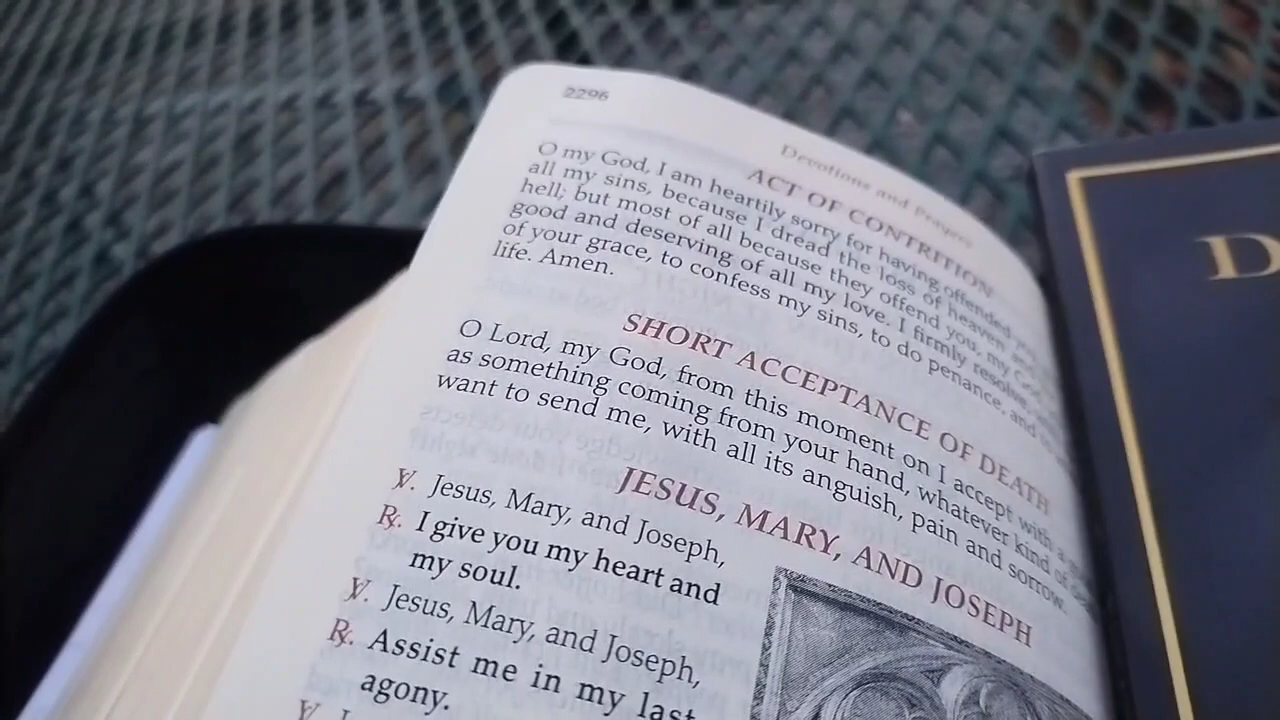 2296
Devotions and Prayers
ACT OF CONTRITION
O my God, I am heartily sorry for having offended you,
all my sins, because I dread the loss of heaven and
hell; but most of all because they offend you, my God,
good and deserving of all my love. I firmly resolve, with
of your grace, to confess my sins, to do penance, and
life. Amen.
SHORT ACCEPTANCE OF DEATH
O Lord, my God, from this moment on I accept with a
as something coming from your hand, whatever kind of
want to send me, with all its anguish, pain and sorrow.
JESUS, MARY, AND JOSEPH
℣. Jesus, Mary, and Joseph,
℟. I give you my heart and
my soul.
℣. Jesus, Mary, and Joseph,
℟. Assist me in my last
agony.
℣.
D